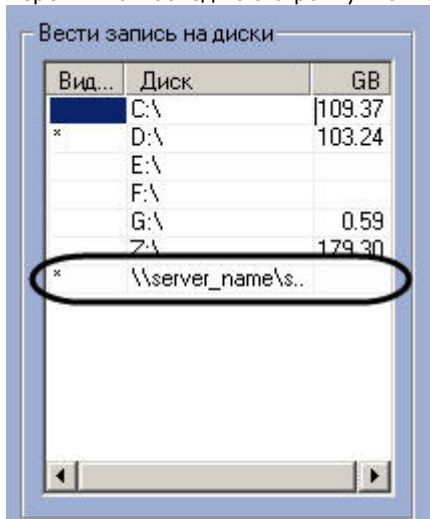 Вести запись на диски
Вид... Диск GB
C:\ 109.37
* D:\ 103.24
E:\
F:\
G:\ 0.59
Z:\ 179.30
* \\server_name\s..